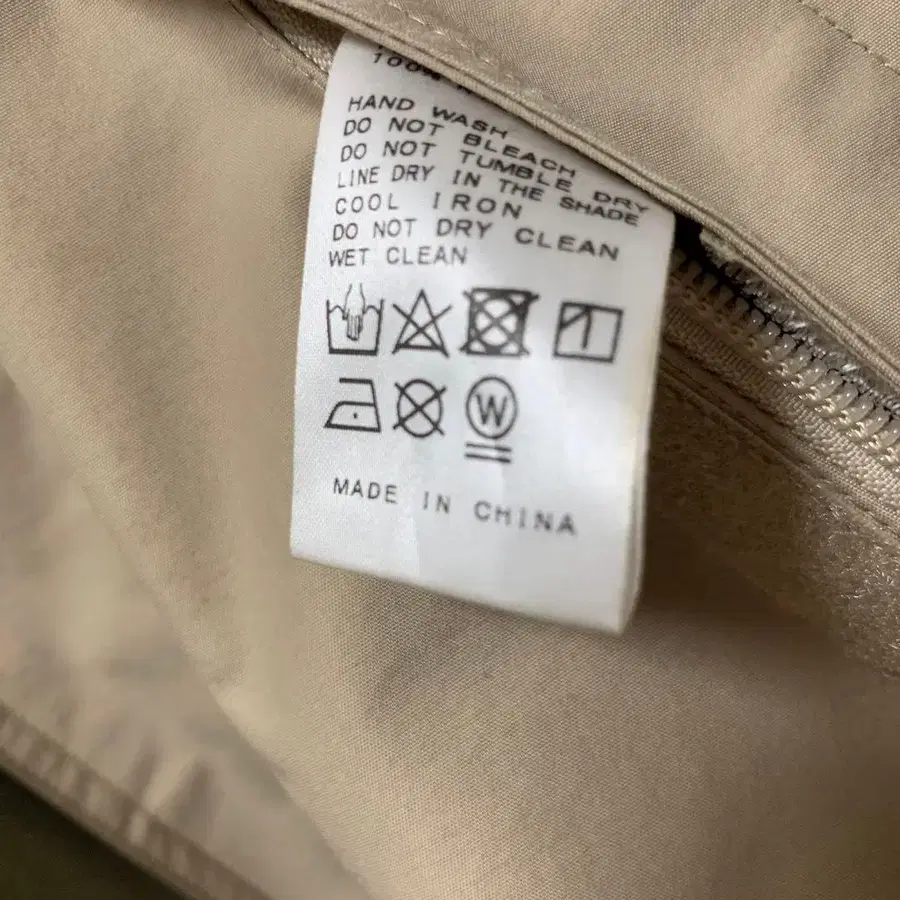 100%
HAND WASH
DO NOT BLEACH
DO NOT TUMBLE DRY
LINE DRY IN THE SHADE
COOL IRON
DO NOT DRY CLEAN
WET CLEAN
W
MADE IN CHINA